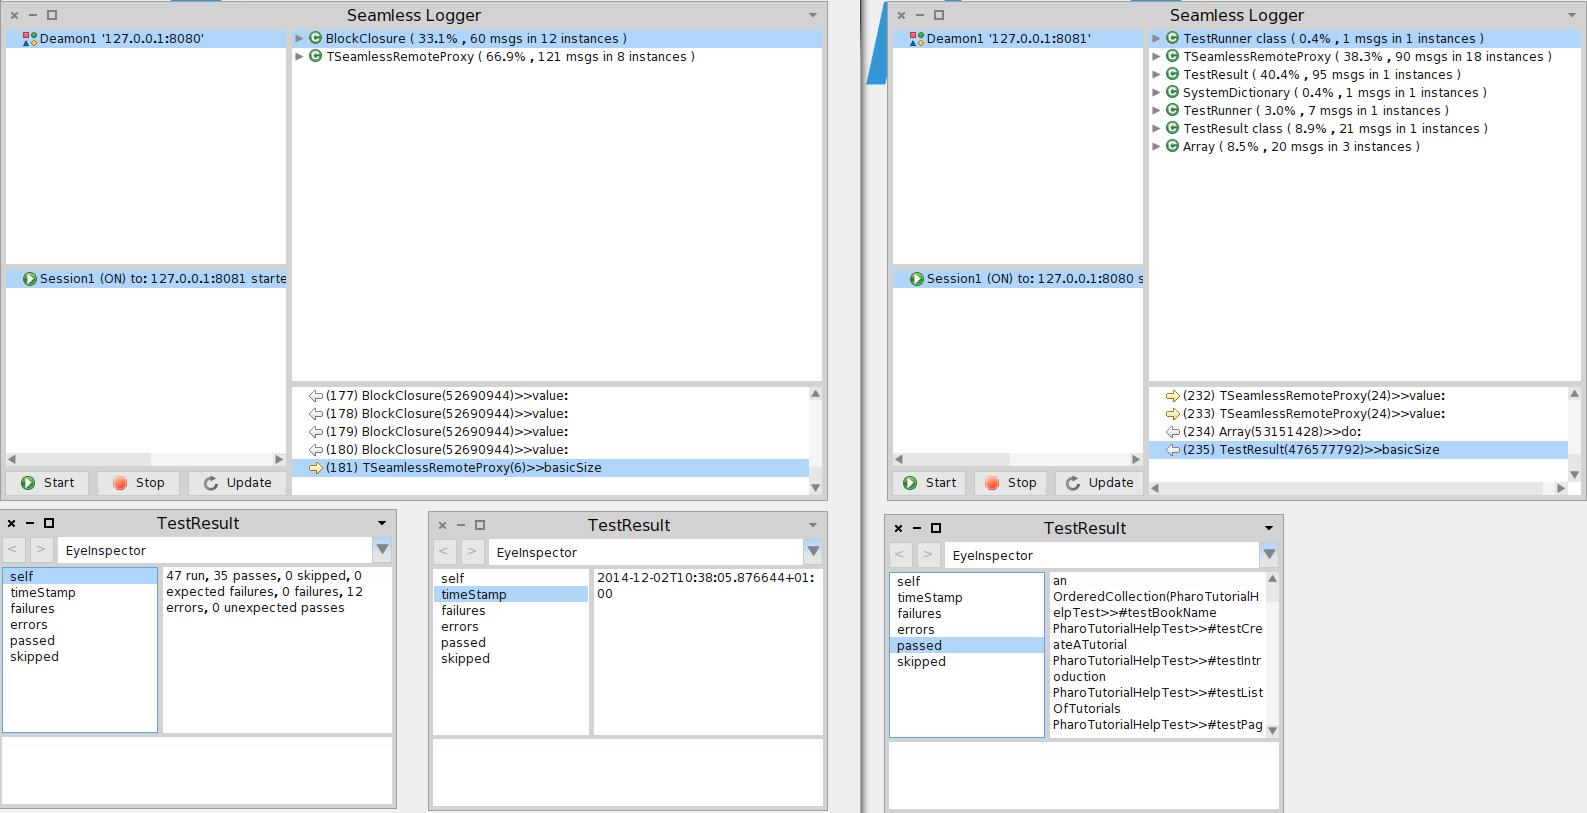 Seamless Logger
Deamon1 '127.0.0.1:8080'
BlockClosure ( 33.1% , 60 msgs in 12 instances )
TSeamlessRemoteProxy ( 66.9% , 121 msgs in 8 instances )
Session1 (ON) to: 127.0.0.1:8081 starte
(177) BlockClosure(52690944)>>value:
(178) BlockClosure(52690944)>>value:
(179) BlockClosure(52690944)>>value:
(180) BlockClosure(52690944)>>value:
(181) TSeamlessRemoteProxy(6)>>basicSize
Start
Stop
Update
Seamless Logger
Deamon1 '127.0.0.1:8081'
TestRunner class ( 0.4% , 1 msgs in 1 instances )
TSeamlessRemoteProxy ( 38.3% , 90 msgs in 18 instances )
TestResult ( 40.4% , 95 msgs in 1 instances )
SystemDictionary ( 0.4% , 1 msgs in 1 instances )
TestRunner ( 3.0% , 7 msgs in 1 instances )
TestResult class ( 8.9% , 21 msgs in 1 instances )
Array ( 8.5% , 20 msgs in 3 instances )
Session1 (ON) to: 127.0.0.1:8080 s
(232) TSeamlessRemoteProxy(24)>>value:
(233) TSeamlessRemoteProxy(24)>>value:
(234) Array(53151428)>>do:
(235) TestResult(476577792)>>basicSize
Start
Stop
Update
TestResult
< >
EyeInspector
self
timeStamp
failures
errors
passed
skipped
47 run, 35 passes, 0 skipped, 0
expected failures, 0 failures, 12
errors, 0 unexpected passes
TestResult
< >
EyeInspector
self
timeStamp
failures
errors
passed
skipped
2014-12-02T10:38:05.876644+01:
00
TestResult
< >
EyeInspector
self
timeStamp
failures
errors
passed
skipped
an
OrderedCollection(PharoTutorialH
elpTest>>#testBookName
PharoTutorialHelpTest>>#testCre
ateATutorial
PharoTutorialHelpTest>>#testIntr
oduction
PharoTutorialHelpTest>>#testList
OfTutorials
PharoTutorialHelpTest>>#testPag